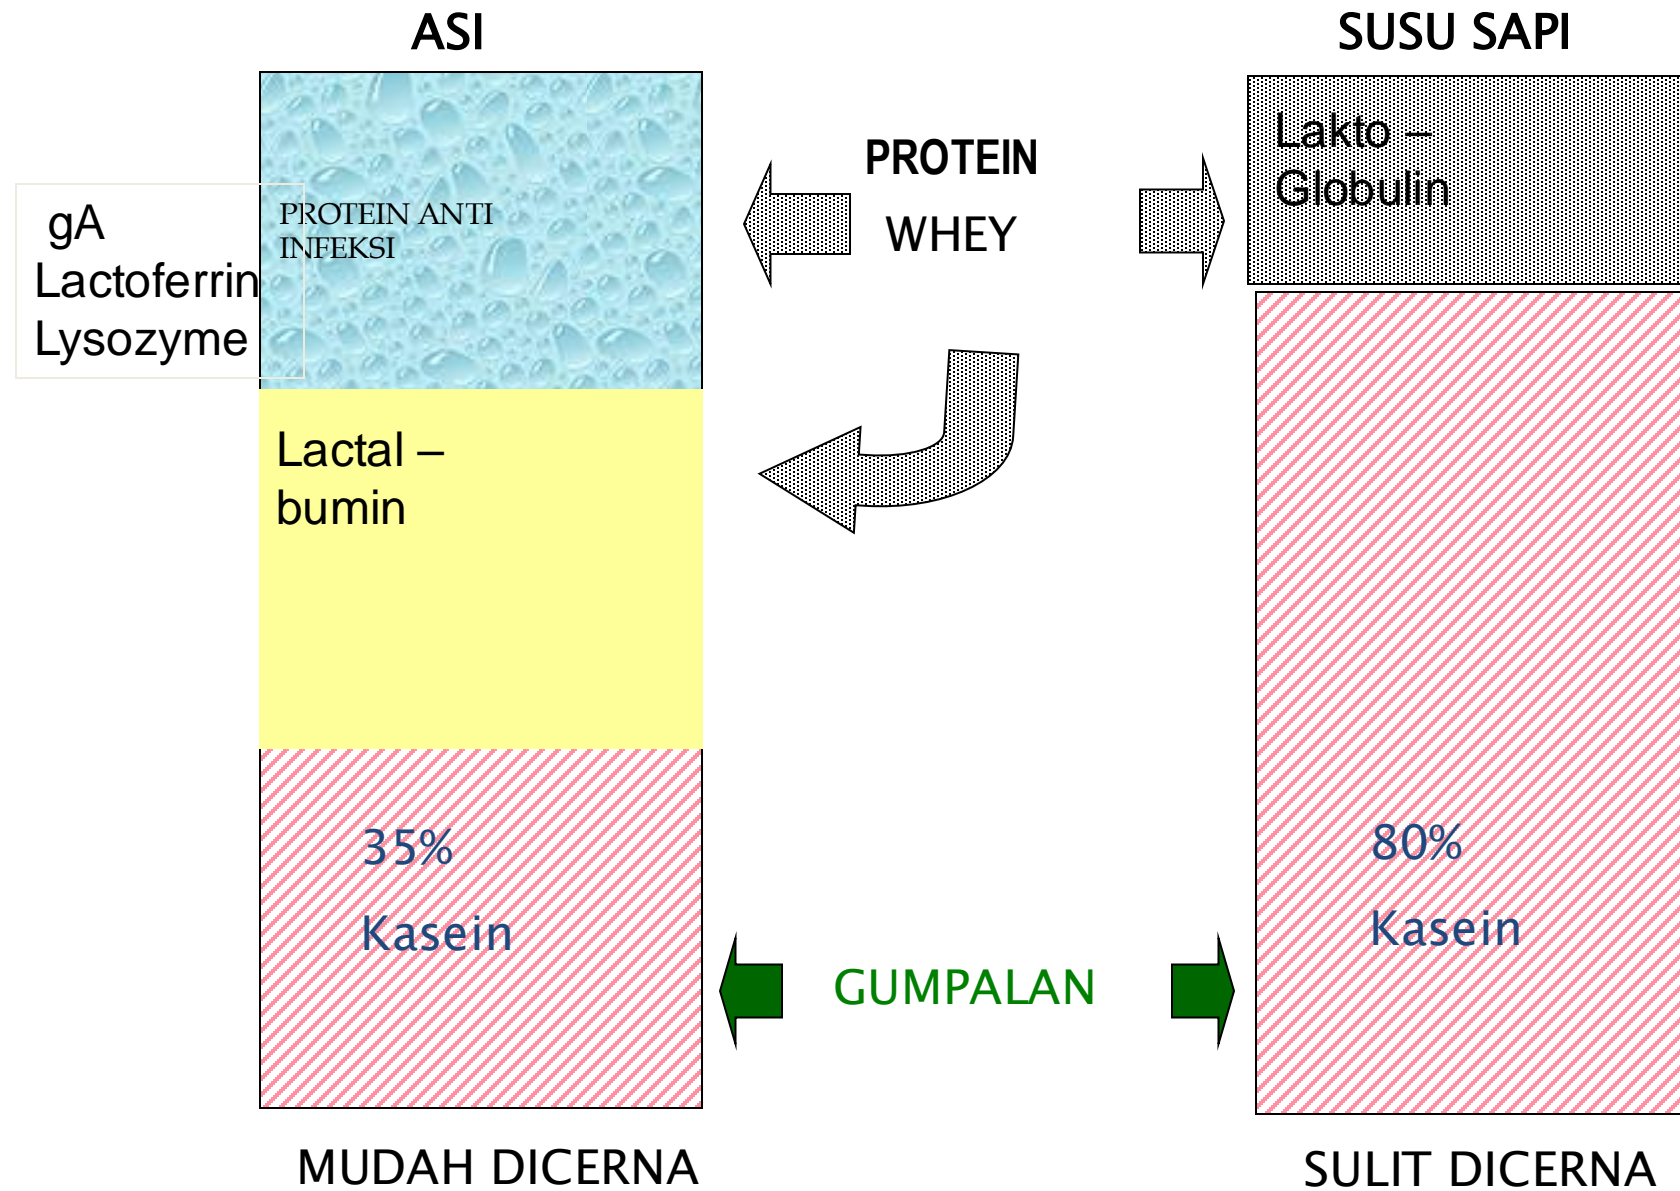 ASI
SUSU SAPI
gA
Lactoferrin
Lysozyme
PROTEIN ANTI
INFEKSI
PROTEIN
WHEY
Lakto –
Globulin
Lactal –
bumin
35%
Kasein
80%
Kasein
GUMPALAN
MUDAH DICERNA
SULIT DICERNA